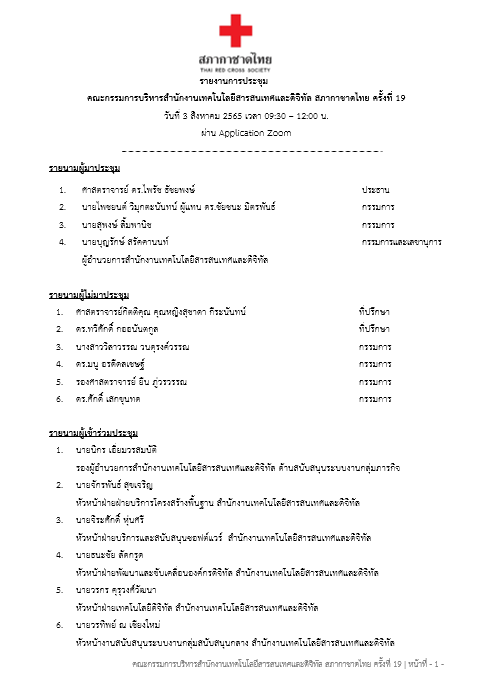 สภากาชาดไทย
THAI RED CROSS SOCIETY
รายงานการประชุม
คณะกรรมการบริหารสำนักงานเทคโนโลยีสารสนเทศและดิจิทัล สภากาชาดไทย ครั้งที่ 19
วันที่ 3 สิงหาคม 2565 เวลา 09:30 – 12:00 น.
ผ่าน Application Zoom
รายนามผู้มาประชุม
1. ศาสตราจารย์ ดร.ไพรัช ธัชยพงษ์ ประธาน
2. นายไพชยนต์ วิมุกตะนันทน์ ผู้แทน ดร.ชัยชนะ มิตรพันธ์ กรรมการ
3. นายสุพงษ์ ลิ้มพานิช กรรมการ
4. นายบุญรักษ์ สรัคคานนท์ กรรมการและเลขานุการ
ผู้อำนวยการสำนักงานเทคโนโลยีสารสนเทศและดิจิทัล
รายนามผู้ไม่มาประชุม
1. ศาสตราจารย์กิตติคุณ คุณหญิงสุชาดา กีระนันทน์ ที่ปรึกษา
2. ดร.ทวีศักดิ์ กออนันตกูล ที่ปรึกษา
3. นางสาววิลาวรรณ วนดุรงค์วรรณ กรรมการ
4. ดร.มนู อรดีดลเชษฐ์ กรรมการ
5. รองศาสตราจารย์ ยืน ภู่วรวรรณ กรรมการ
6. ดร.ศักดิ์ เสกขุนทด กรรมการ
รายนามผู้เข้าร่วมประชุม
1. นายนิกร เอี่ยมวรสมบัติ
รองผู้อำนวยการสำนักงานเทคโนโลยีสารสนเทศและดิจิทัล ด้านสนับสนุนระบบงานกลุ่มภารกิจ
2. นายจักรพันธ์ สุขเจริญ
หัวหน้าฝ่ายฝ่ายบริการโครงสร้างพื้นฐาน สำนักงานเทคโนโลยีสารสนเทศและดิจิทัล
3. นายจิระศักดิ์ หุ่นศรี
หัวหน้าฝ่ายบริการและสนับสนุนซอฟต์แวร์ สำนักงานเทคโนโลยีสารสนเทศและดิจิทัล
4. นายธนะชัย ลัดกรูด
หัวหน้าฝ่ายพัฒนาและขับเคลื่อนองค์กรดิจิทัล สำนักงานเทคโนโลยีสารสนเทศและดิจิทัล
5. นายวรกร คุรุวงศ์วัฒนา
หัวหน้าฝ่ายเทคโนโลยีดิจิทัล สำนักงานเทคโนโลยีสารสนเทศและดิจิทัล
6. นายวรทิพย์ ณ เชียงใหม่
หัวหน้างานสนับสนุนระบบงานกลุ่มสนับสนุนกลาง สำนักงานเทคโนโลยีสารสนเทศและดิจิทัล
คณะกรรมการบริหารสำนักงานเทคโนโลยีสารสนเทศและดิจิทัล สภากาชาดไทย ครั้งที่ 19 | หน้าที่ - 1 -